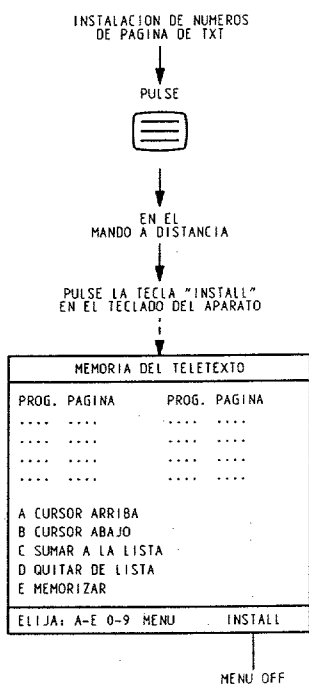 INSTALACION DE NUMEROS
DE PAGINA DE TXT
PULSE
EN EL
MANDO A DISTANCIA
PULSE LA TECLA "INSTALL"
EN EL TECLADO DEL APARATO
MEMORIA DEL TELETEXTO
PROG. PAGINA PROG. PAGINA
.... .... .... ....
.... .... .... ....
.... .... .... ....
.... .... .... ....
A CURSOR ARRIBA
B CURSOR ABAJO
C SUMAR A LA LISTA
D QUITAR DE LISTA
E MEMORIZAR
ELIJA: A-E 0-9 MENU INSTALL
MENU OFF